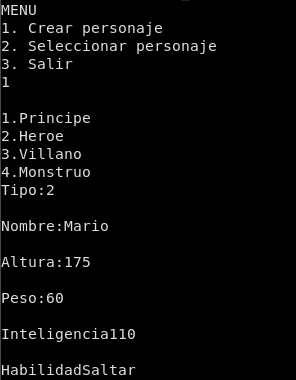 MENU
1. Crear personaje
2. Seleccionar personaje
3. Salir
1
1.Principe
2.Heroe
3.Villano
4.Monstruo
Tipo:2
Nombre:Mario
Altura:175
Peso:60
Inteligencia110
HabilidadSaltar